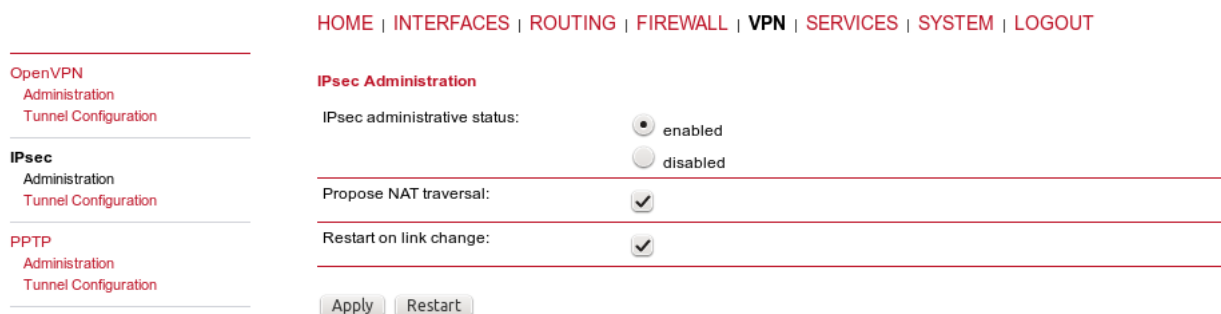 HOME | INTERFACES | ROUTING | FIREWALL | VPN | SERVICES | SYSTEM | LOGOUT
OpenVPN
Administration
Tunnel Configuration
IPsec
Administration
Tunnel Configuration
PPTP
Administration
Tunnel Configuration
IPsec Administration
IPsec administrative status:
enabled
disabled
Propose NAT traversal:
Restart on link change:
Apply Restart